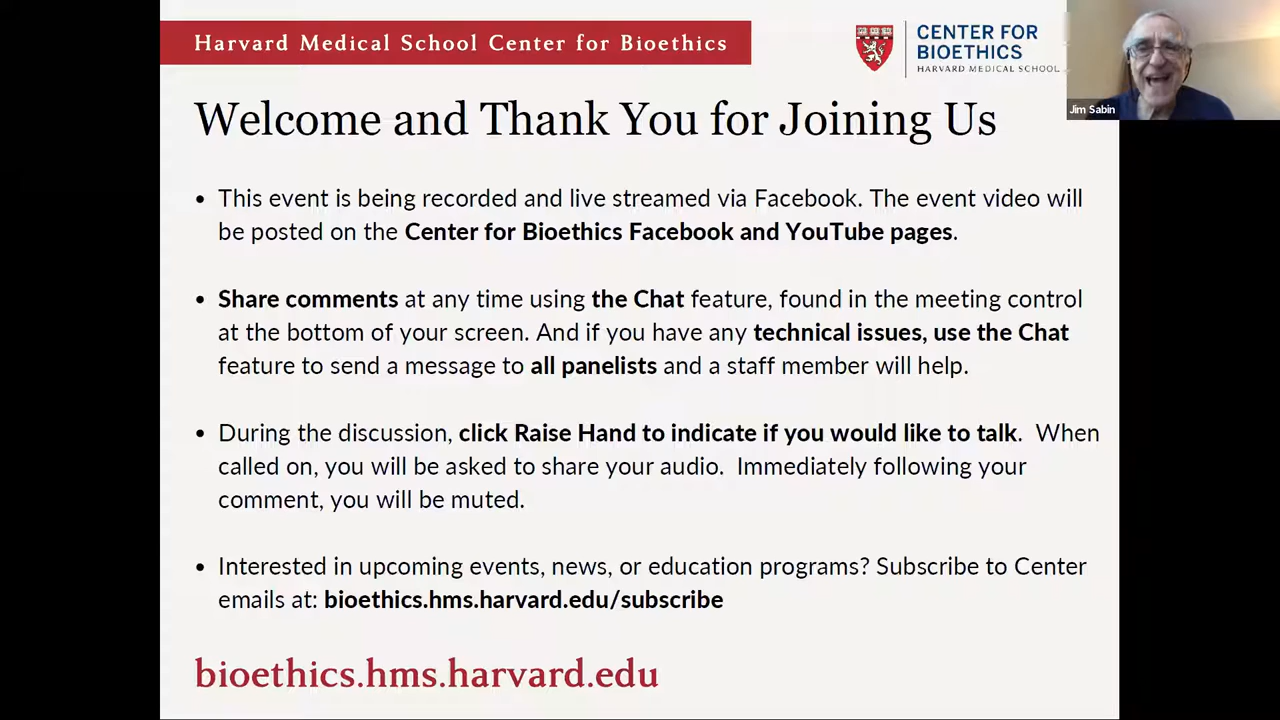 Harvard Medical School Center for Bioethics
CENTER FOR
BIOETHICS
HARVARD MEDICAL SCHOOL
Jim Sabin
Welcome and Thank You for Joining Us
• This event is being recorded and live streamed via Facebook. The event video will
be posted on the Center for Bioethics Facebook and YouTube pages.
• Share comments at any time using the Chat feature, found in the meeting control
at the bottom of your screen. And if you have any technical issues, use the Chat
feature to send a message to all panelists and a staff member will help.
• During the discussion, click Raise Hand to indicate if you would like to talk. When
called on, you will be asked to share your audio. Immediately following your
comment, you will be muted.
• Interested in upcoming events, news, or education programs? Subscribe to Center
emails at: bioethics.hms.harvard.edu/subscribe
bioethics.hms.harvard.edu